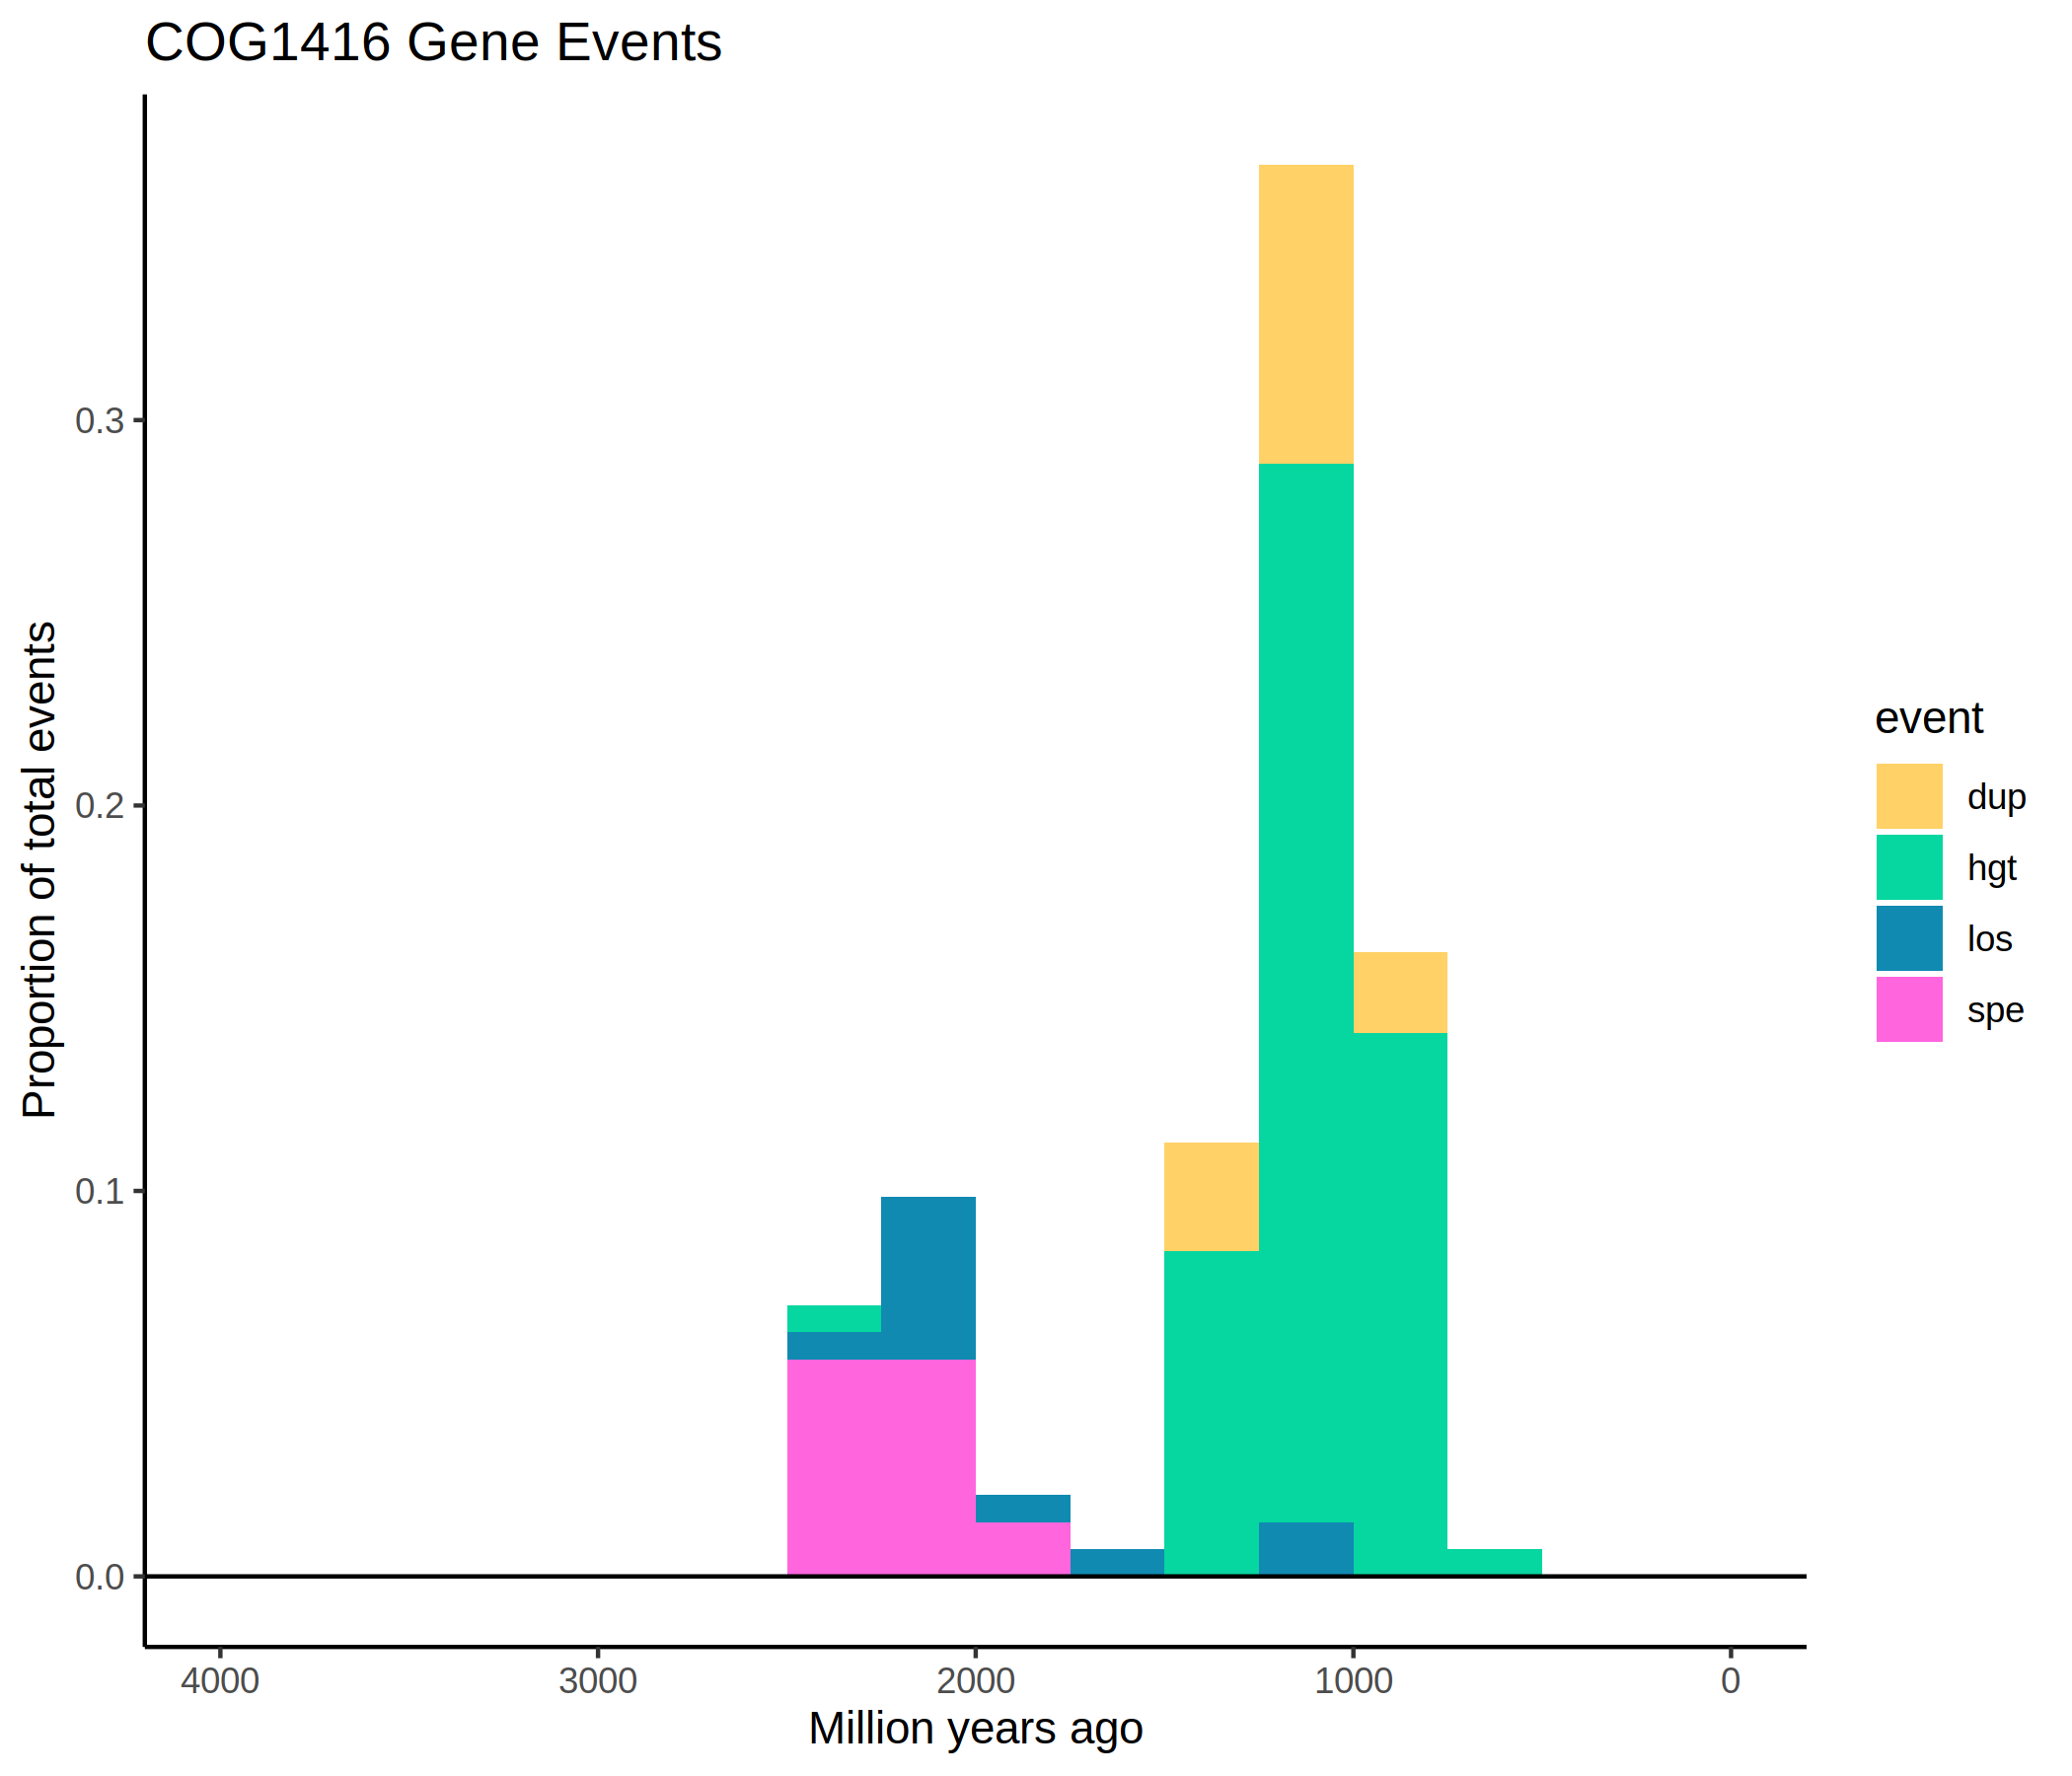 COG1416 Gene Events
Proportion of total events
0.3
0.2
0.1
0.0
4000
3000
2000
1000
0
Million years ago
event
dup
hgt
los
spe